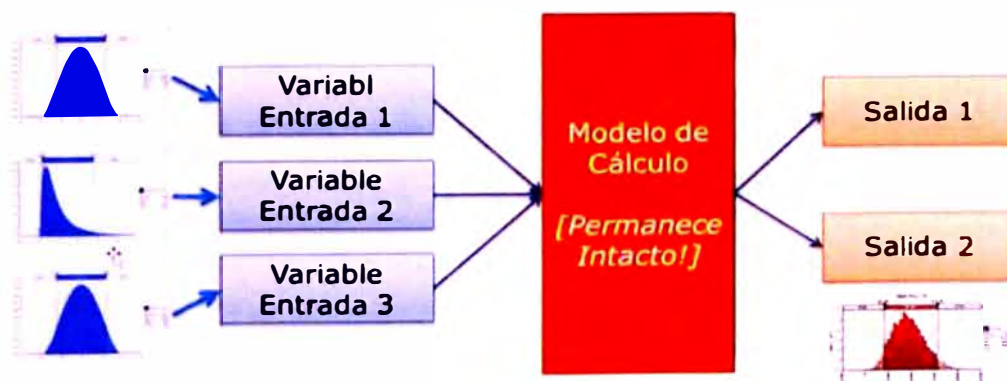 Variabl
Entrada 1
Variable
Entrada 2
Variable
Entrada 3
Modelo de
Cálculo
[Permanece
Intacto!]
Salida 1
Salida 2